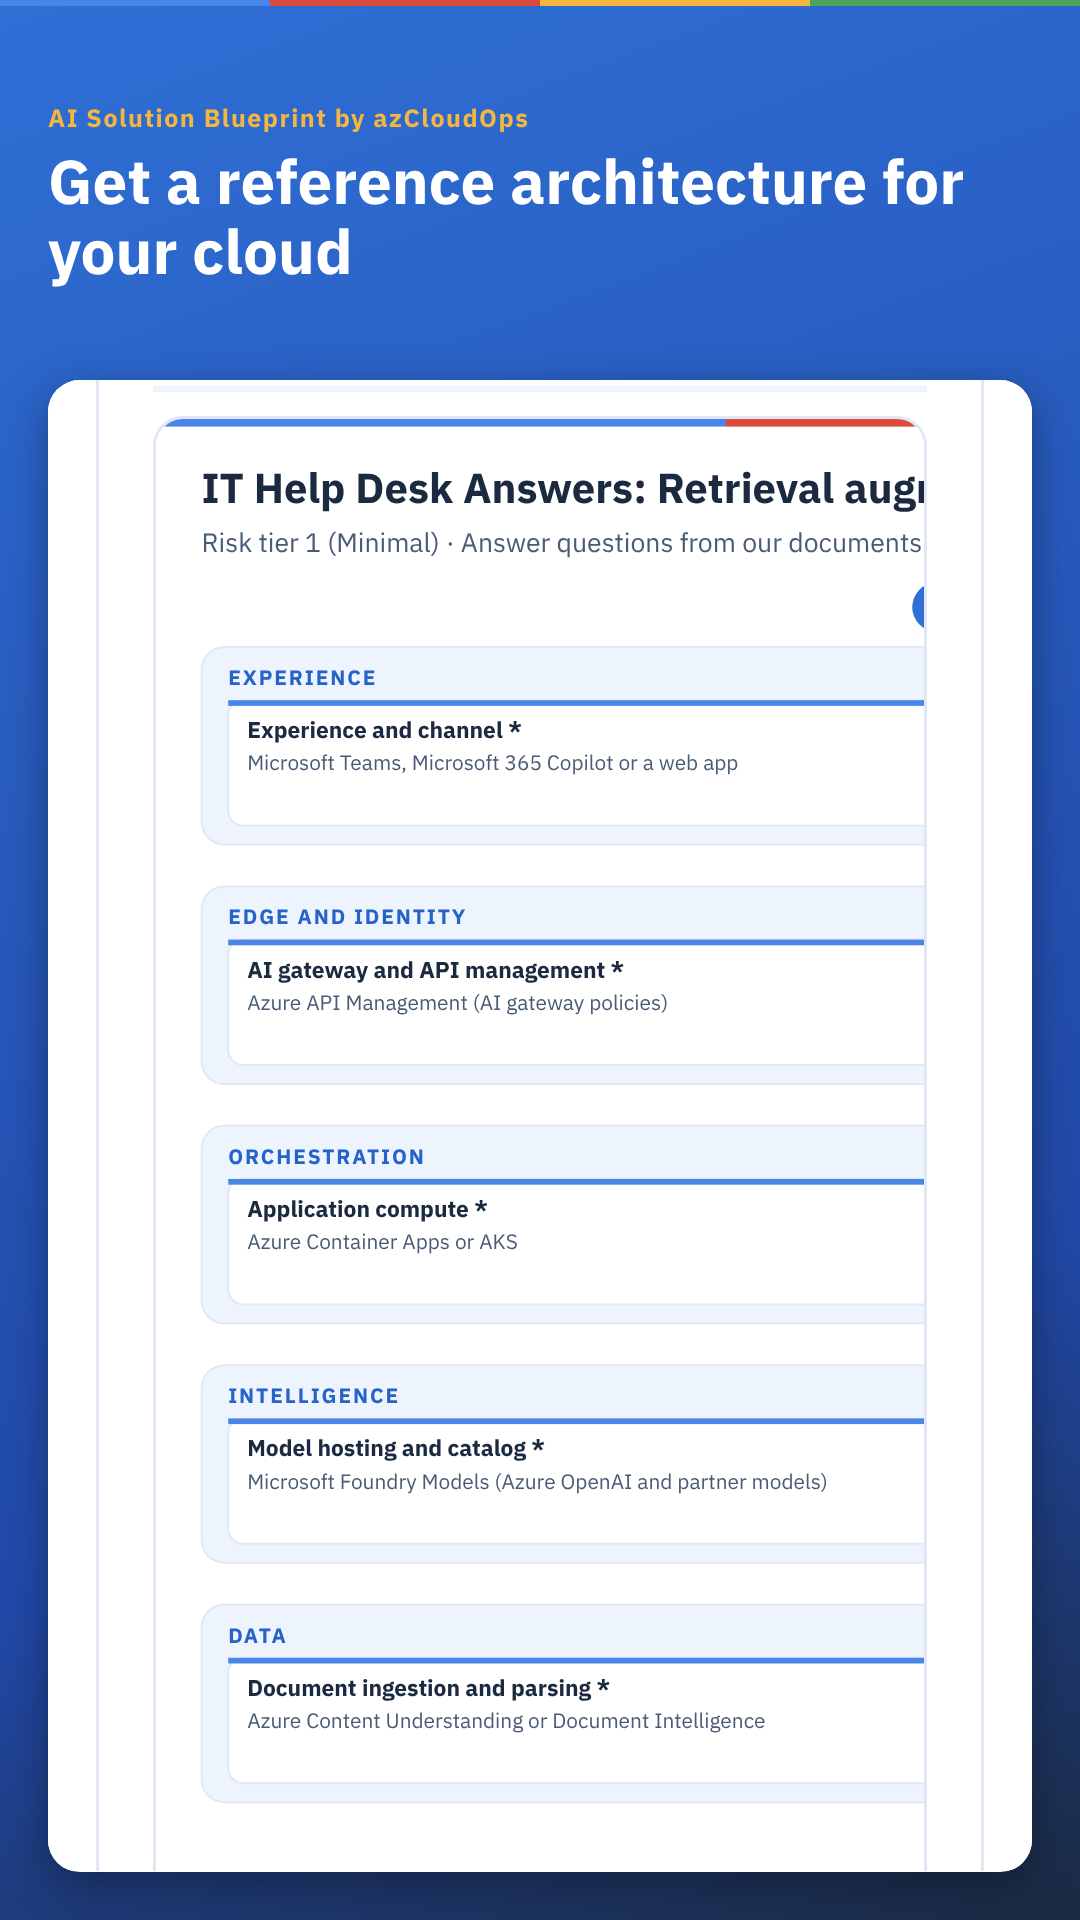 AI Solution Blueprint by azCloudOps
Get a reference architecture for
your cloud
IT Help Desk Answers: Retrieval
Risk tier 1 (Minimal) · Answer questions from our documents
EXPERIENCE
Experience and channel *
Microsoft Teams, Microsoft 365 Copilot or a web app
EDGE AND IDENTITY
AI gateway and API management *
Azure API Management (AI gateway policies)
ORCHESTRATION
Application compute *
Azure Container Apps or AKS
INTELLIGENCE
Model hosting and catalog *
Microsoft Foundry Models (Azure OpenAI and partner models)
DATA
Document ingestion and parsing *
Azure Content Understanding or Document Intelligence